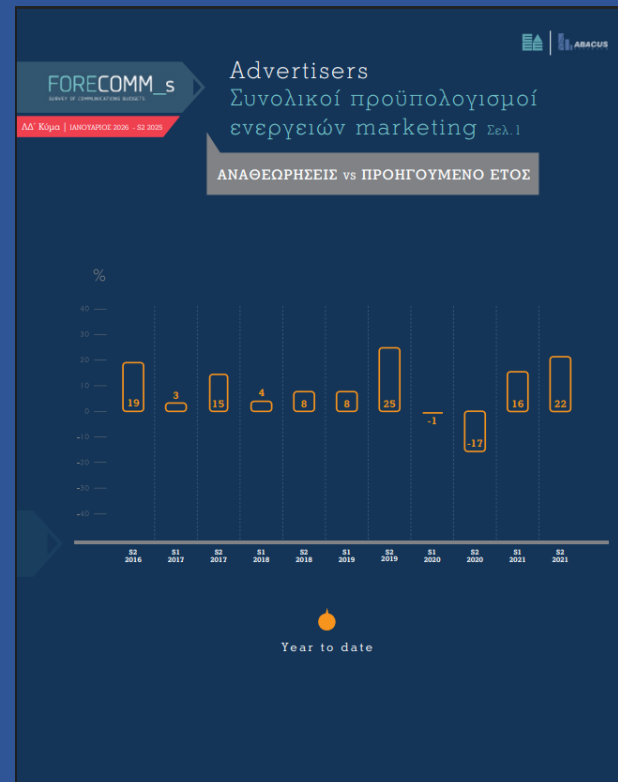 ΕΔΕΕ
ABACUS
FORECOMM_s
SURVEY OF COMMUNICATIONS BUDGETS
ΛΔ' Κύμα | ΙΑΝΟΥΑΡΙΟΣ 2026 - S2 2025
Advertisers
Συνολικοί προϋπολογισμοί
ενεργειών marketing Σελ. 1
ΑΝΑΘΕΩΡΗΣΕΙΣ vs ΠΡΟΗΓΟΥΜΕΝΟ ΕΤΟΣ
%
40
30
20
10
0
-10
-20
-30
-40
19
3
15
4
8
8
25
-1
-17
16
22
S2 2016
S1 2017
S2 2017
S1 2018
S2 2018
S1 2019
S2 2019
S1 2020
S2 2020
S1 2021
S2 2021
Year to date